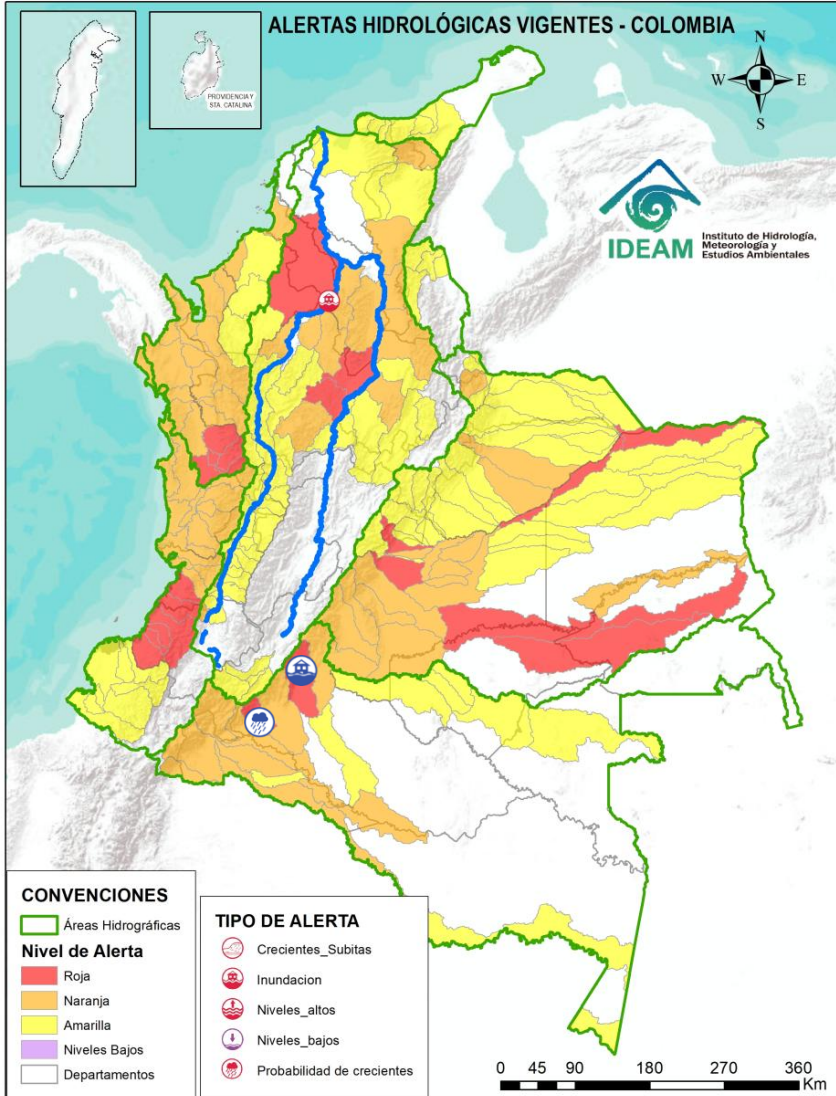 ALERTAS HIDROLÓGICAS VIGENTES - COLOMBIA
PROVIDENCIA Y
STA. CATALINA
N
W
E
S
IDEAM
Instituto de Hidrología,
Meteorología y
Estudios Ambientales
CONVENCIONES
Áreas Hidrográficas
Nivel de Alerta
Roja
Naranja
Amarilla
Niveles Bajos
Departamentos
TIPO DE ALERTA
Crecientes_Subitas
Inundacion
Niveles_altos
Niveles_bajos
Probabilidad de crecientes
0 45 90 180 270 360
Km